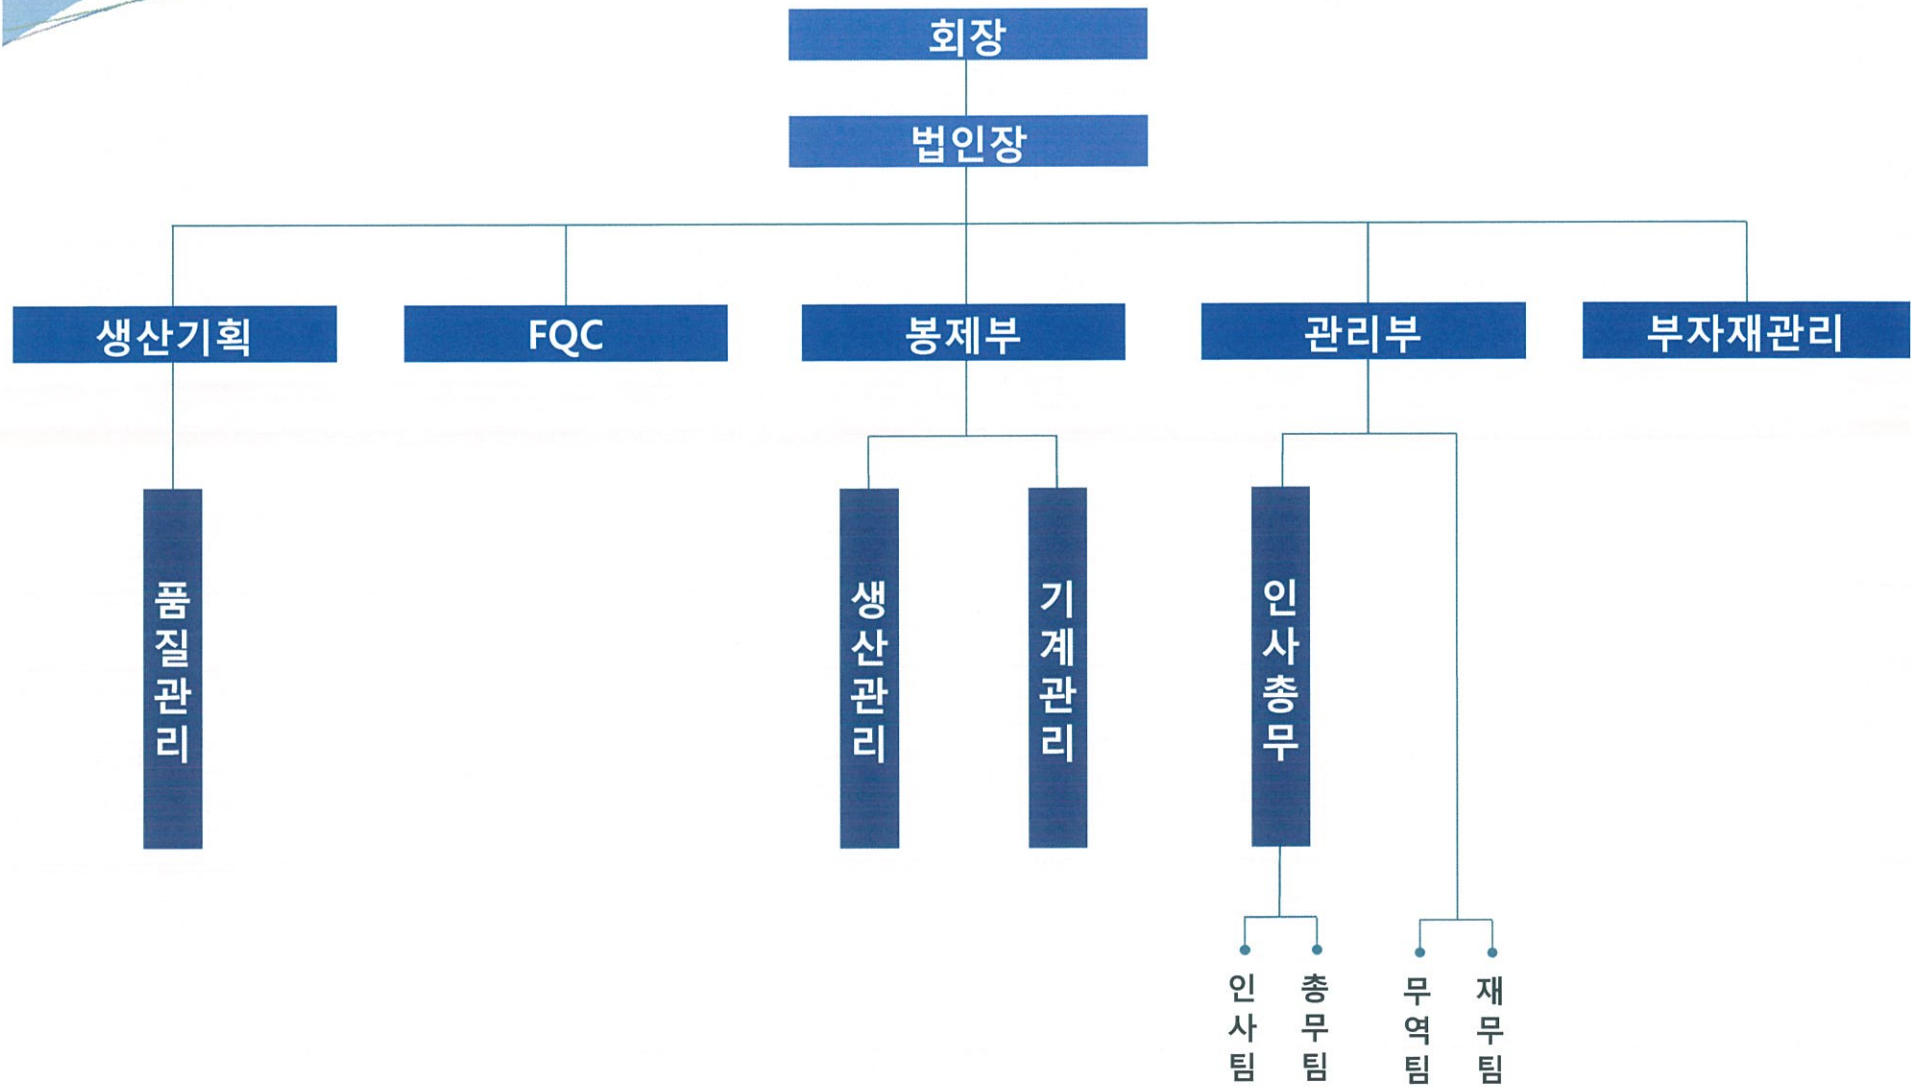 회장
법인장
생산기획
FQC
봉제부
관리부
부자재관리
품질관리
생산관리
기계관리
인사총무
인사팀
총무팀
무역팀
재무팀